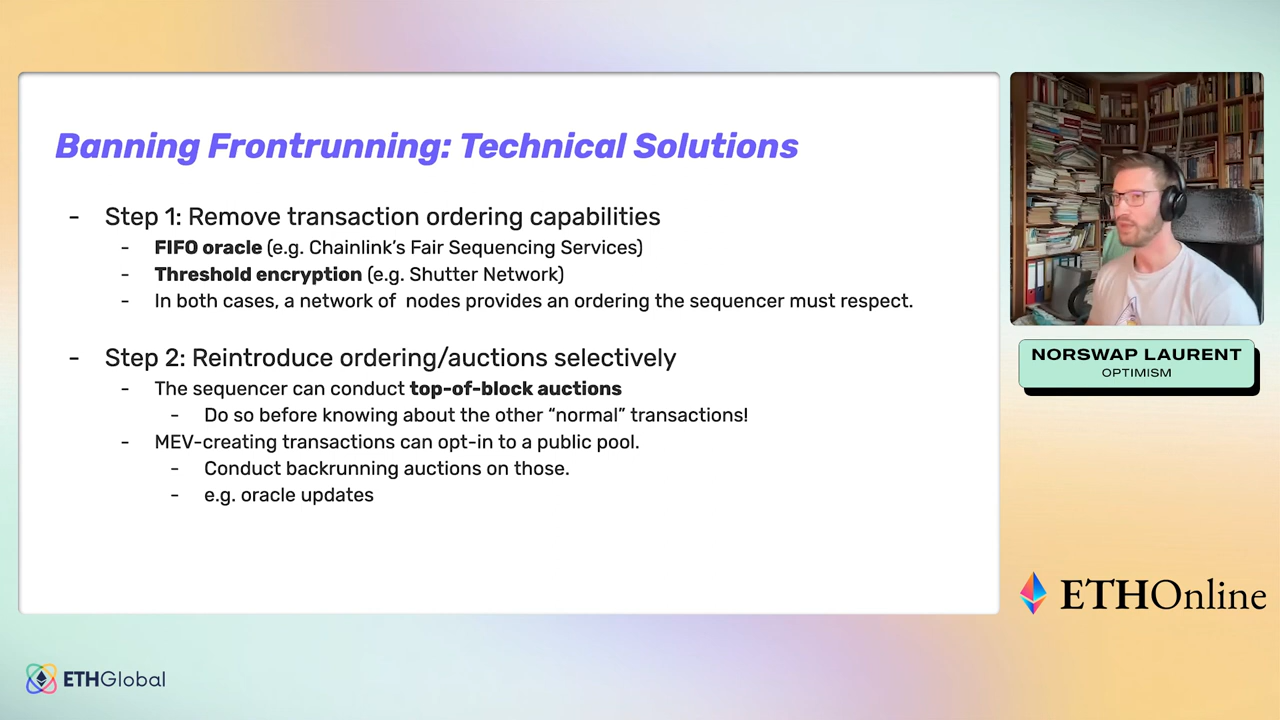 Banning Frontrunning: Technical Solutions
- Step 1: Remove transaction ordering capabilities
- FIFO oracle (e.g. Chainlink's Fair Sequencing Services)
- Threshold encryption (e.g. Shutter Network)
- In both cases, a network of nodes provides an ordering the sequencer must respect.
- Step 2: Reintroduce ordering/auctions selectively
- The sequencer can conduct top-of-block auctions
- Do so before knowing about the other “normal” transactions!
- MEV-creating transactions can opt-in to a public pool.
- Conduct backrunning auctions on those.
- e.g. oracle updates
NORSWAP LAURENT
OPTIMISM
ETHOnline
ETHGlobal